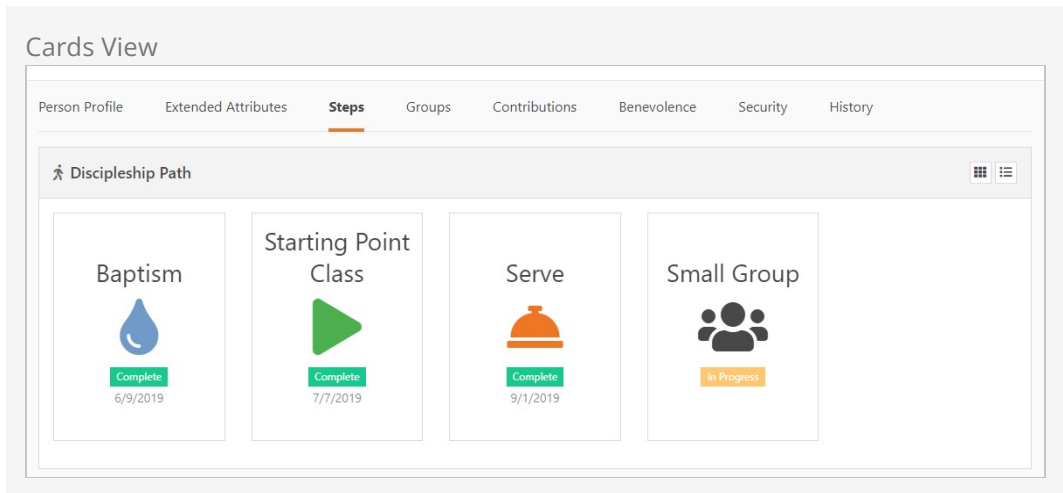 Cards View
Person Profile Extended Attributes Steps Groups Contributions Benevolence Security History
Discipleship Path
Baptism
Complete
6/9/2019
Starting Point
Class
Complete
7/7/2019
Serve
Complete
9/1/2019
Small Group
In Progress